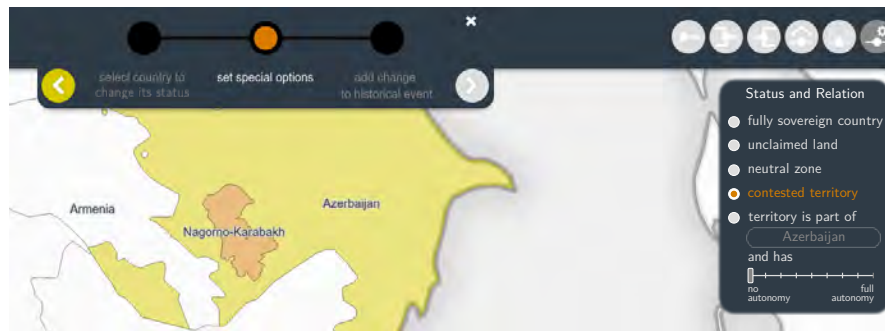 select country to
change its status
set special options
add change
to historical event
Status and Relation
fully sovereign country
unclaimed land
neutral zone
contested territory
territory is part of
Azerbaijan
and has
no
autonomy
full
autonomy
Armenia
Azerbaijan
Nagorno-Karabakh